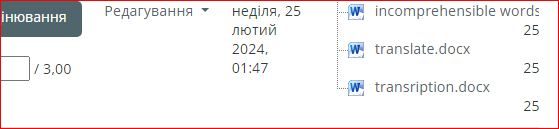 інювання
/ 3,00
Редагування
неділя, 25
лютий
2024,
01:47
incomprehensible words
25
translate.docx
25
transription.docx
25